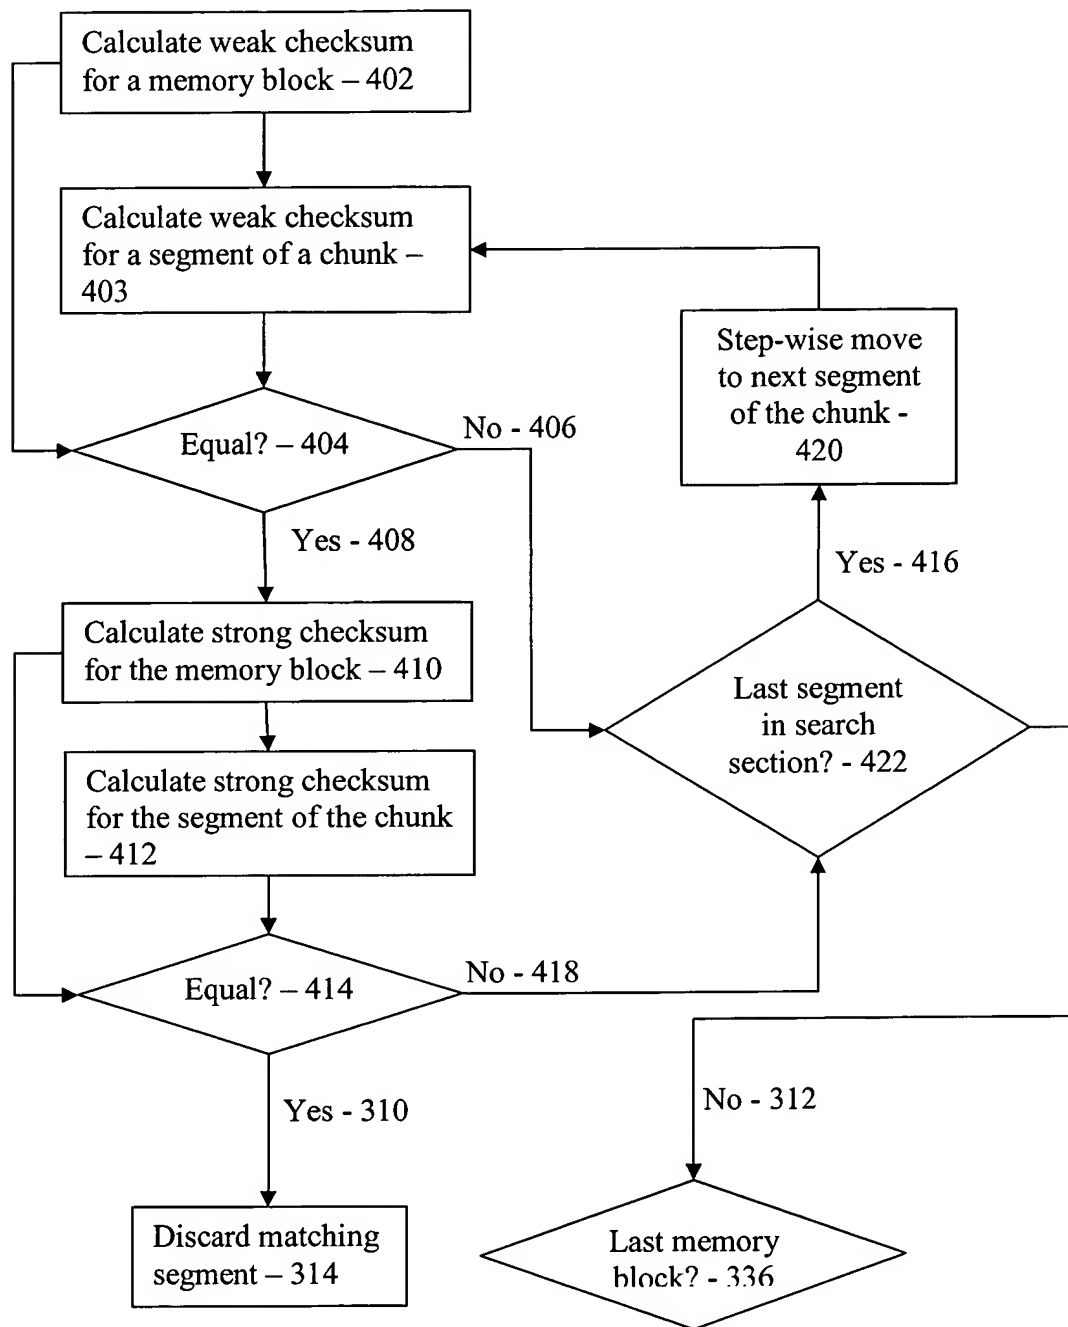 Calculate weak checksum
for a memory block – 402
Calculate weak checksum
for a segment of a chunk –
403
Step-wise move
to next segment
of the chunk -
420
Equal? – 404
No - 406
Yes - 408
Yes - 416
Calculate strong checksum
for the memory block – 410
Last segment
in search
section? - 422
Calculate strong checksum
for the segment of the chunk
– 412
Equal? – 414
No - 418
Yes - 310
No - 312
Discard matching
segment – 314
Last memory
block? - 336